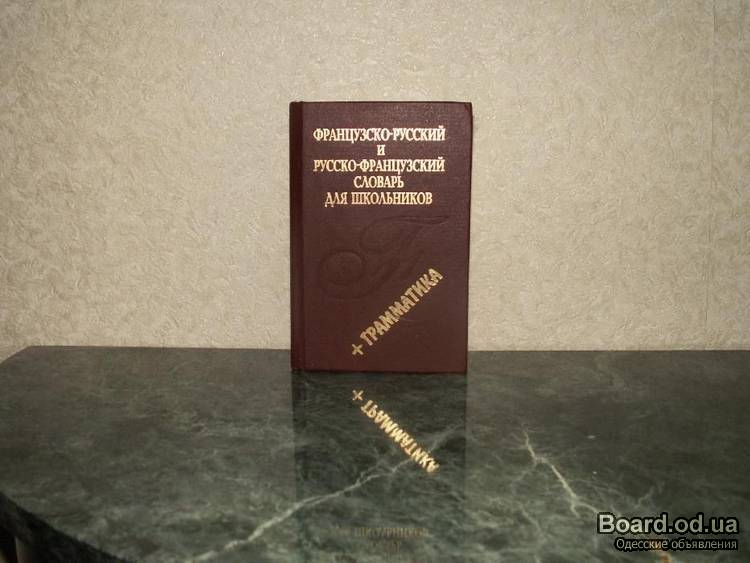 ФРАНЦУЗСКО-РУССКИЙ
И
РУССКО-ФРАНЦУЗСКИЙ
СЛОВАРЬ
ДЛЯ ШКОЛЬНИКОВ
+ ГРАММАТИКА
Board.od.ua
Одесские объявления